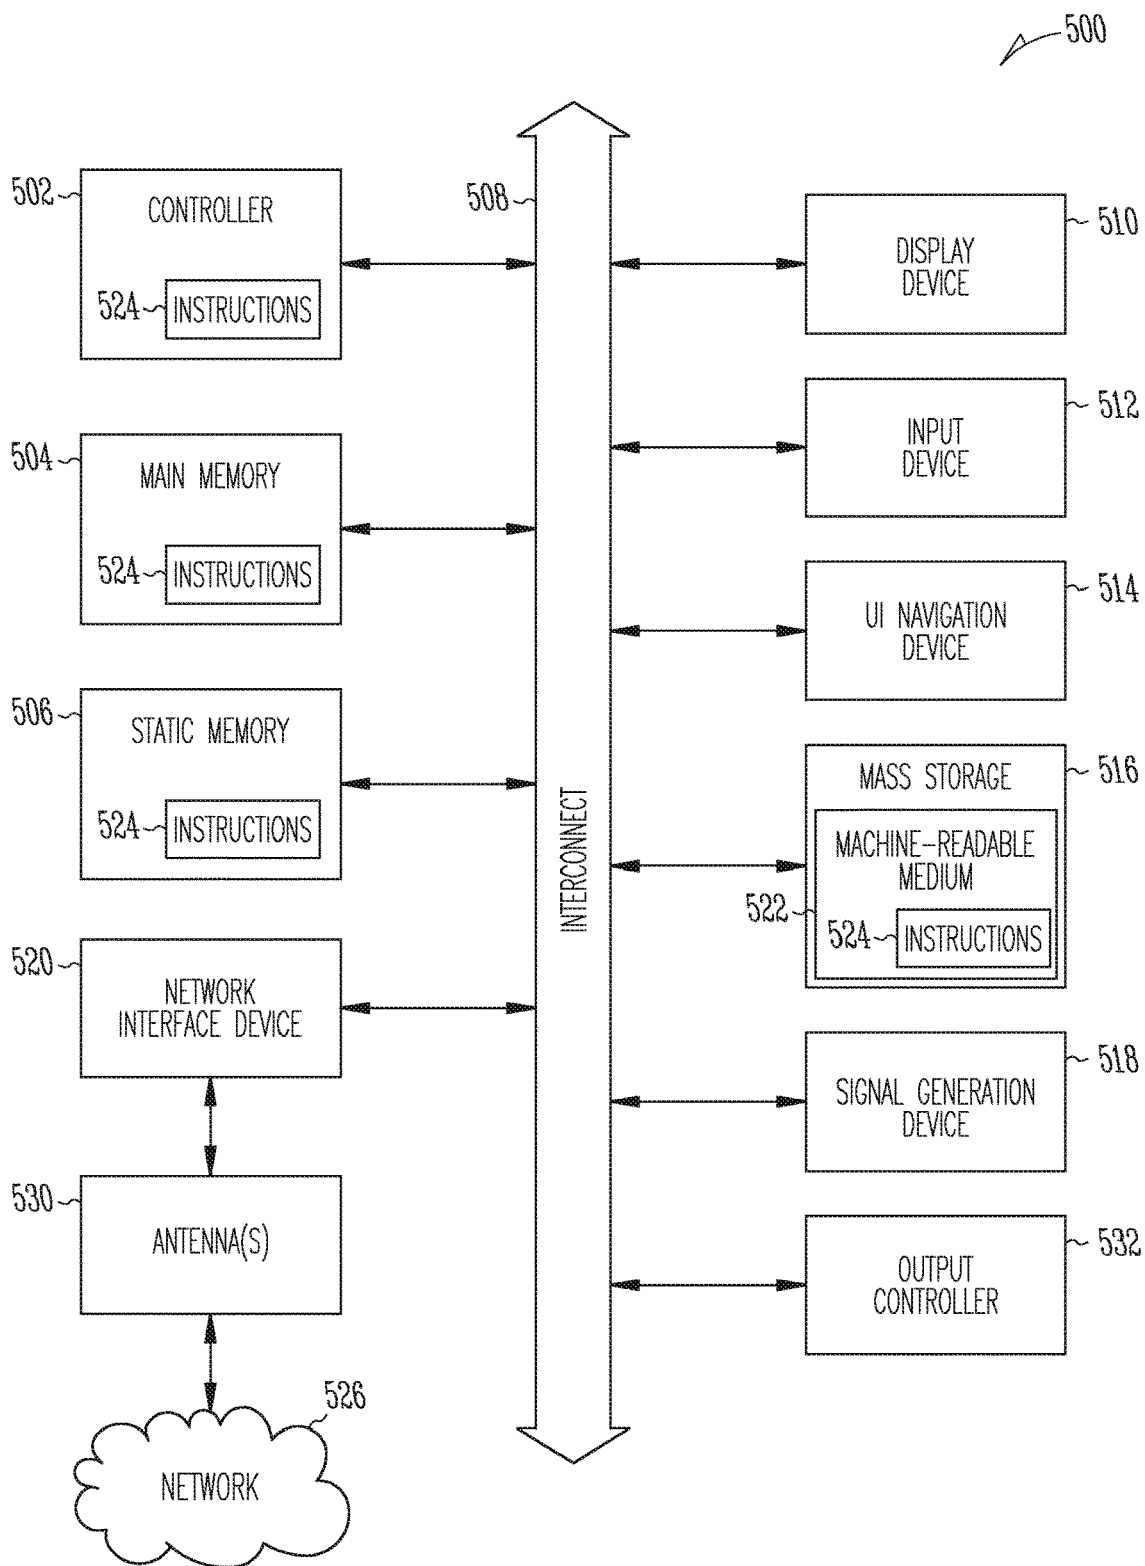 500
502
CONTROLLER
524
INSTRUCTIONS
504
MAIN MEMORY
524
INSTRUCTIONS
506
STATIC MEMORY
524
INSTRUCTIONS
520
NETWORK
INTERFACE DEVICE
530
ANTENNA(S)
526
NETWORK
508
INTERCONNECT
510
DISPLAY
DEVICE
512
INPUT
DEVICE
514
UI NAVIGATION
DEVICE
516
MASS STORAGE
MACHINE-READABLE
MEDIUM
522
524
INSTRUCTIONS
518
SIGNAL GENERATION
DEVICE
532
OUTPUT
CONTROLLER